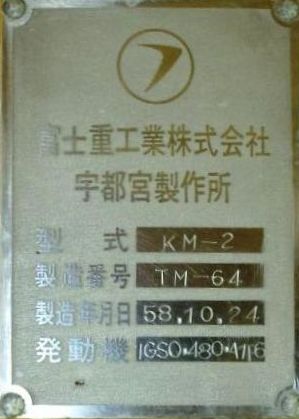 富士重工業株式会社
宇都宮製作所
型式 KM-2
製造番号 TM-64
製造年月日 58.10.24
発動機 IGSO・480・A1F6